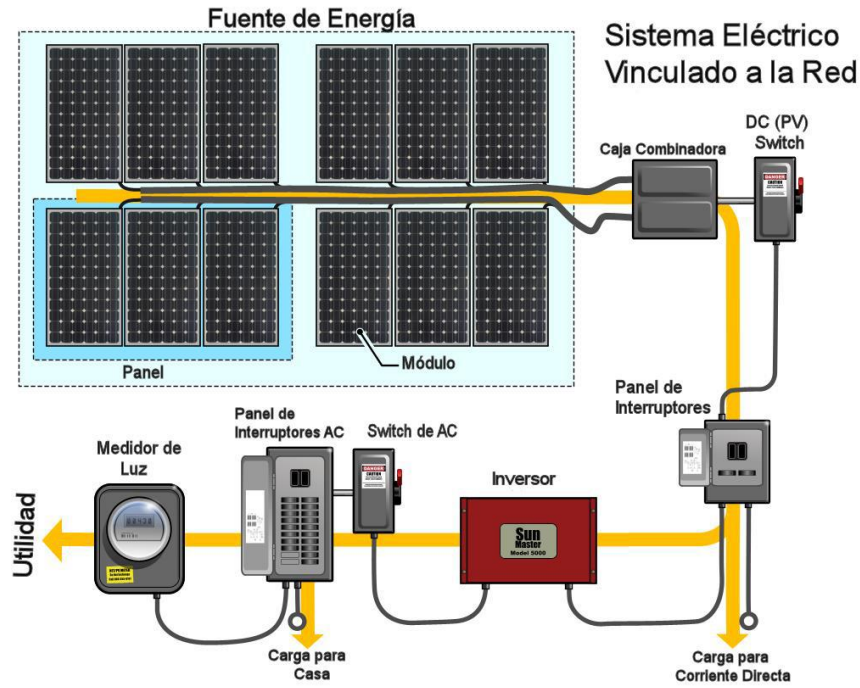 Fuente de Energía
Sistema Eléctrico
Vinculado a la Red
DC (PV)
Switch
Caja Combinadora
DANGER
CAUTION
Módulo
Panel
Panel de
Interruptores
Panel de
Interruptores AC
Switch de AC
DANGER
CAUTION
Medidor de
Luz
Inversor
Sun
Master
Model 5000
Utilidad
Carga para
Casa
Carga para
Corriente Directa